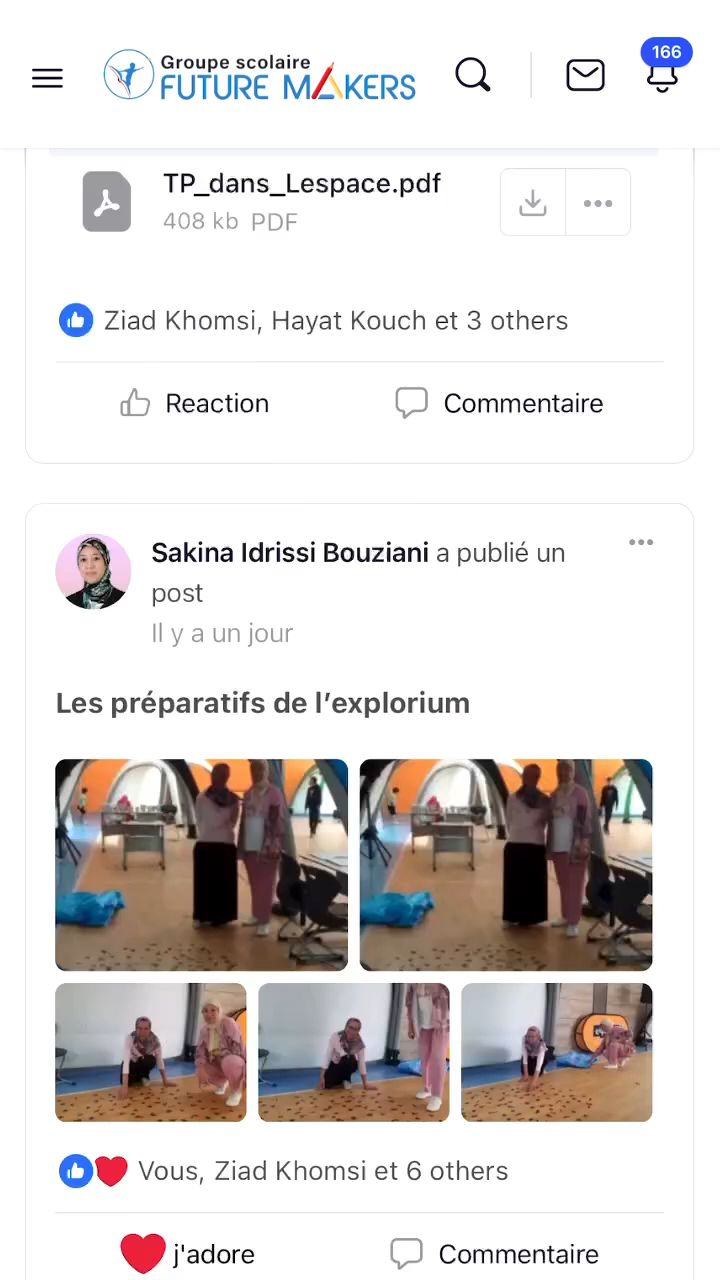 166
Groupe scolaire
FUTURE MAKERS
TP_dans_Lespace.pdf
408 kb PDF
Ziad Khomsi, Hayat Kouch et 3 others
Reaction
Commentaire
Sakina Idrissi Bouziani a publié un
post
Il y a un jour
Les préparatifs de l’explorium
Vous, Ziad Khomsi et 6 others
j'adore
Commentaire